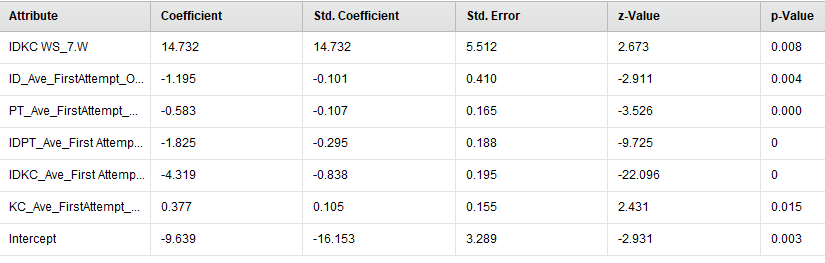 Attribute Coefficient Std. Coefficient Std. Error z-Value p-Value
IDKC WS_7.W 14.732 14.732 5.512 2.673 0.008
ID_Ave_FirstAttempt_O... -1.195 -0.101 0.410 -2.911 0.004
PT_Ave_FirstAttempt_... -0.583 -0.107 0.165 -3.526 0.000
IDPT_Ave_First Attemp... -1.825 -0.295 0.188 -9.725 0
IDKC_Ave_First Attemp... -4.319 -0.838 0.195 -22.096 0
KC_Ave_FirstAttempt_... 0.377 0.105 0.155 2.431 0.015
Intercept -9.639 -16.153 3.289 -2.931 0.003